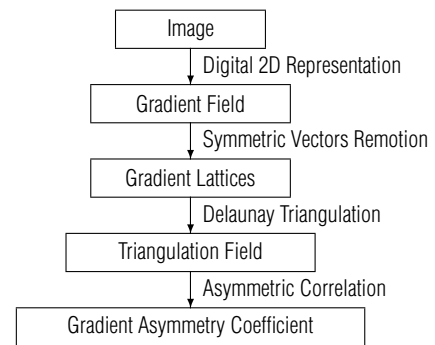 Image
Digital 2D Representation
Gradient Field
Symmetric Vectors Remotion
Gradient Lattices
Delaunay Triangulation
Triangulation Field
Asymmetric Correlation
Gradient Asymmetry Coefficient